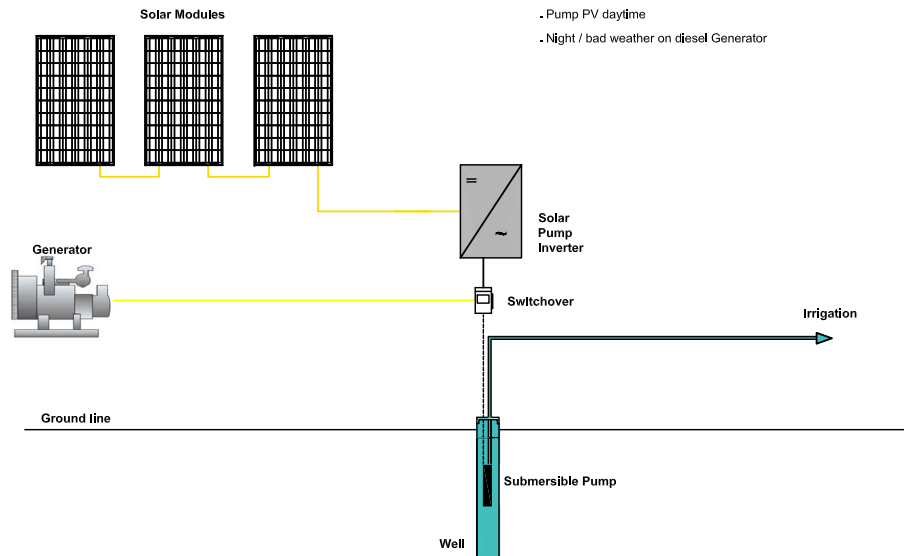 Solar Modules
- Pump PV daytime
- Night / bad weather on diesel Generator
Solar
Pump
Inverter
Generator
Switchover
Irrigation
Ground line
Submersible Pump
Well